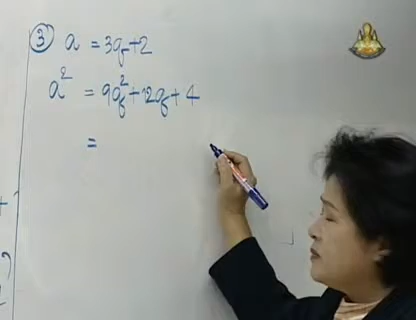 ③ a = 3q+2
a² = 9q²+12q+4
=